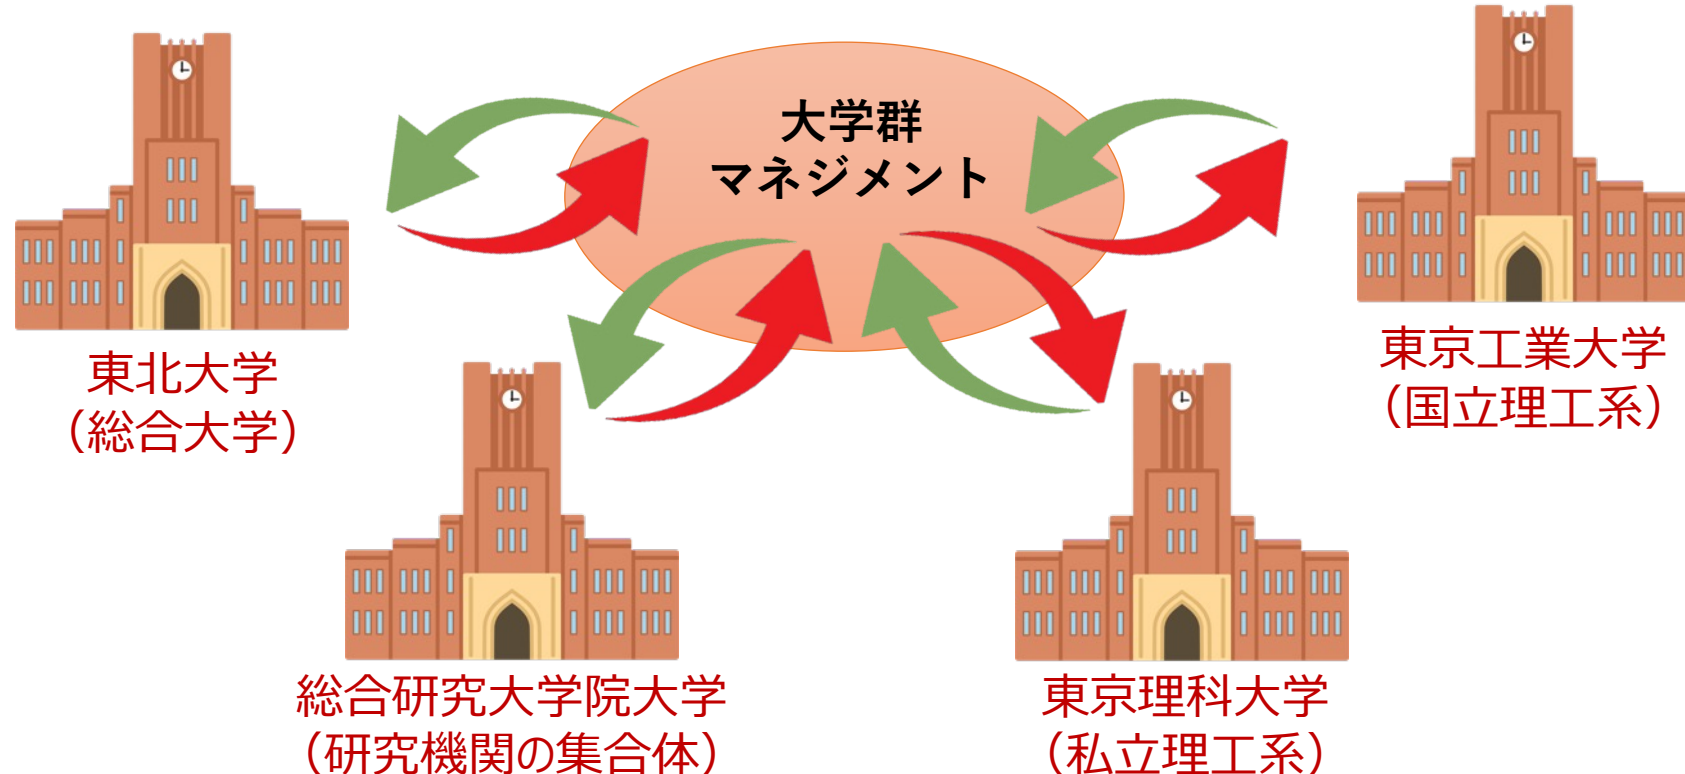 大学群
マネジメント
東北大学
（総合大学）
東京工業大学
（国立理工系）
総合研究大学院大学
（研究機関の集合体）
東京理科大学
（私立理工系）